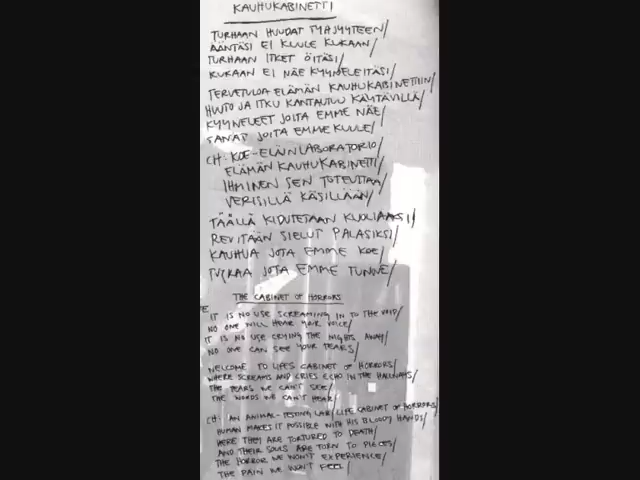 KAUHUKABINETTI
TURHAAN HUUDAT TYHJYYTEEN/
ÄÄNTÄSI EI KUULE KUKAAN/
TURHAAN ITKET ÖITÄSI/
KUKAAN EI NÄE KYYNELEITÄSI/
TERVETULOA ELÄMÄN KAUHUKABINETTIIN/
HUUTO JA ITKU KANTAUTUU KÄYTÄVILLÄ/
KYYNELEET JOITA EMME NÄE/
SANAT JOITA EMME KUULE/
CH. KOE-ELÄINLABORATORIO/
ELÄMÄN KAUHUKABINETTI/
IHMINEN SEN TOTEUTTAA/
VERISILLÄ KÄSILLÄÄN/
TÄÄLLÄ KIDUTETAAN KUOLIAAKSI/
REVITÄÄN SIELUT PALASIKSI/
KAUHUA JOTA EMME KOE/
TUSKAA JOTA EMME TUNNE/
THE CABINET OF HORRORS
IT IS NO USE SCREAMING IN TO THE VOID/
NO ONE WILL HEAR YOUR VOICE/
IT IS NO USE CRYING THE NIGHTS AWAY/
NO ONE CAN SEE YOUR TEARS/
WELCOME TO LIFES CABINET OF HORRORS/
WHERE SCREAMS AND CRIES ECHO IN THE HALLWAYS/
THE TEARS WE CAN'T SEE/
THE WORDS WE CAN'T HEAR/
CH. AN ANIMAL-TESTING LAB/LIFE CABINET OF HORRORS/
HUMAN MAKES IT POSSIBLE WITH HIS BLOODY HANDS/
HERE THEY ARE TORTURED TO DEATH/
AND THEIR SOULS ARE TORN TO PIECES/
THE HORROR WE WON'T EXPERIENCE/
THE PAIN WE WON'T FEEL/